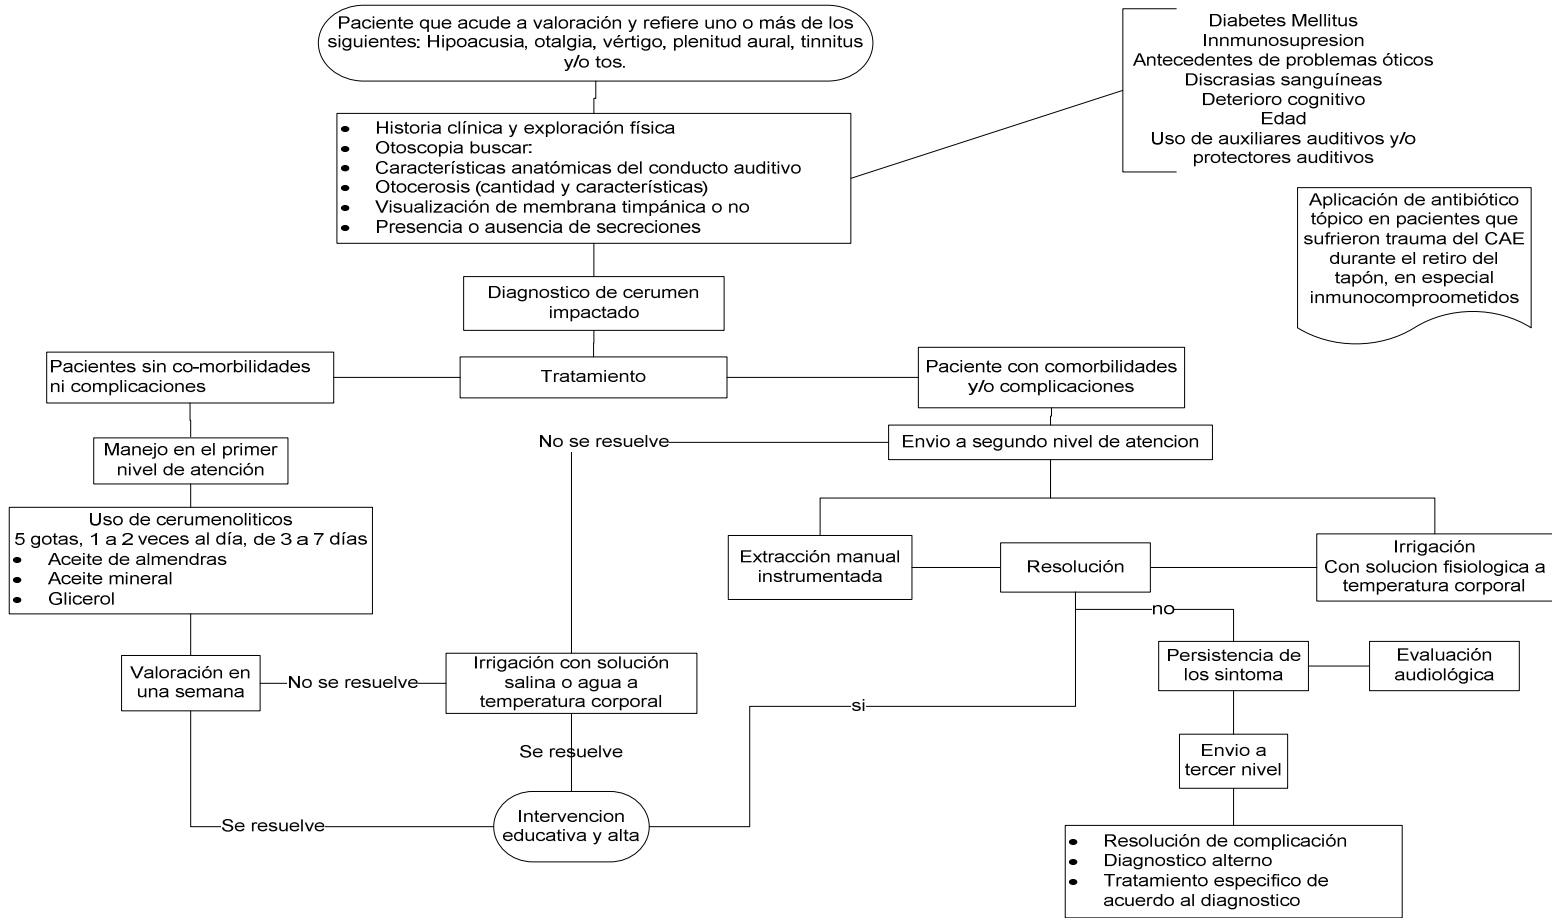 Paciente que acude a valoración y refiere uno o más de los
siguientes: Hipoacusia, otalgia, vértigo, plenitud aural, tinnitus
y/o tos.
Diabetes Mellitus
Innmunosupresion
Antecedentes de problemas óticos
Discrasias sanguíneas
Deterioro cognitivo
Edad
Uso de auxiliares auditivos y/o
protectores auditivos
• Historia clínica y exploración física
• Otoscopia buscar:
• Características anatómicas del conducto auditivo
• Otocerosis (cantidad y características)
• Visualización de membrana timpánica o no
• Presencia o ausencia de secreciones
Aplicación de antibiótico
tópico en pacientes que
sufrieron trauma del CAE
durante el retiro del
tapón, en especial
inmunocomproometidos
Diagnostico de cerumen
impactado
Pacientes sin co-morbilidades
ni complicaciones
Tratamiento
Paciente con comorbilidades
y/o complicaciones
Manejo en el primer
nivel de atención
No se resuelve
Envio a segundo nivel de atencion
Uso de cerumenoliticos
5 gotas, 1 a 2 veces al día, de 3 a 7 días
• Aceite de almendras
• Aceite mineral
• Glicerol
Extracción manual
instrumentada
Resolución
Irrigación
Con solucion fisiologica a
temperatura corporal
no
Valoración en
una semana
No se resuelve
Irrigación con solución
salina o agua a
temperatura corporal
Persistencia de
los sintoma
Evaluación
audiológica
si
Se resuelve
Envio a
tercer nivel
Se resuelve
Intervencion
educativa y alta
• Resolución de complicación
• Diagnostico alterno
• Tratamiento especifico de
acuerdo al diagnostico